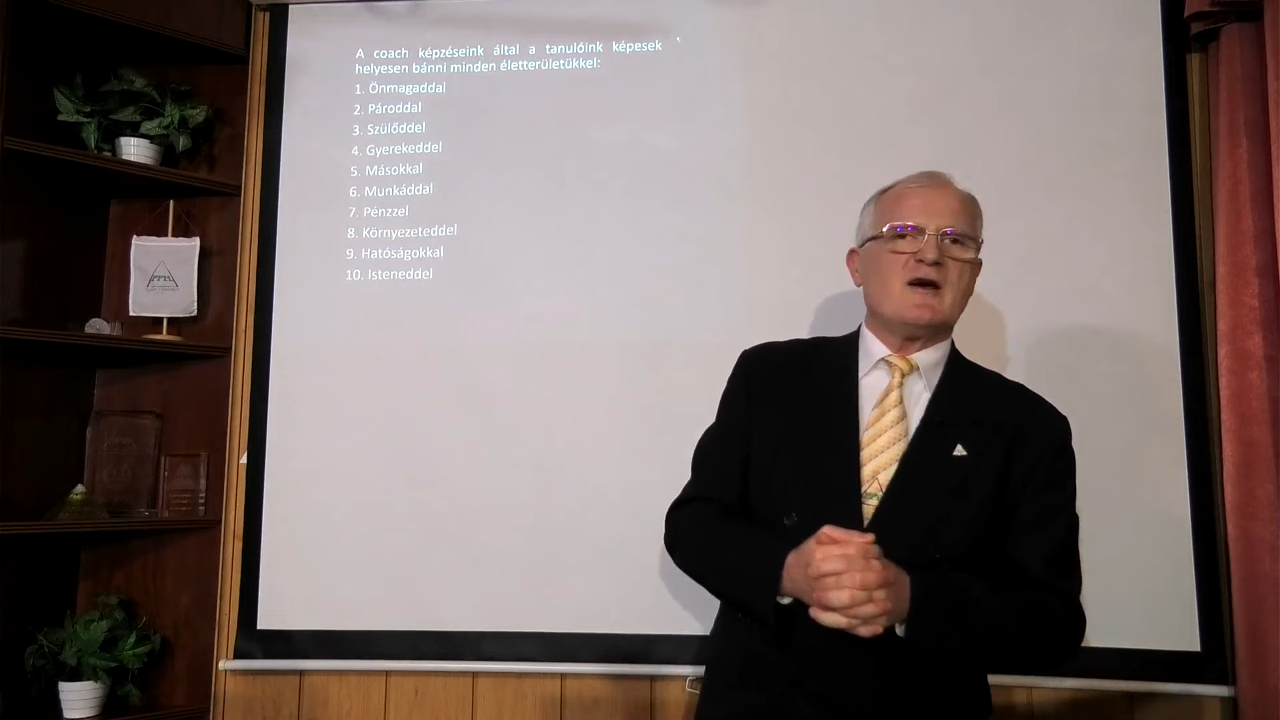 A coach képzéseink által a tanulóink képesek
helyesen bánni minden életterületükkel:
1. Önmagaddal
2. Pároddal
3. Szülőddel
4. Gyerekeddel
5. Másokkal
6. Munkáddal
7. Pénzzel
8. Környezeteddel
9. Hatóságokkal
10. Isteneddel